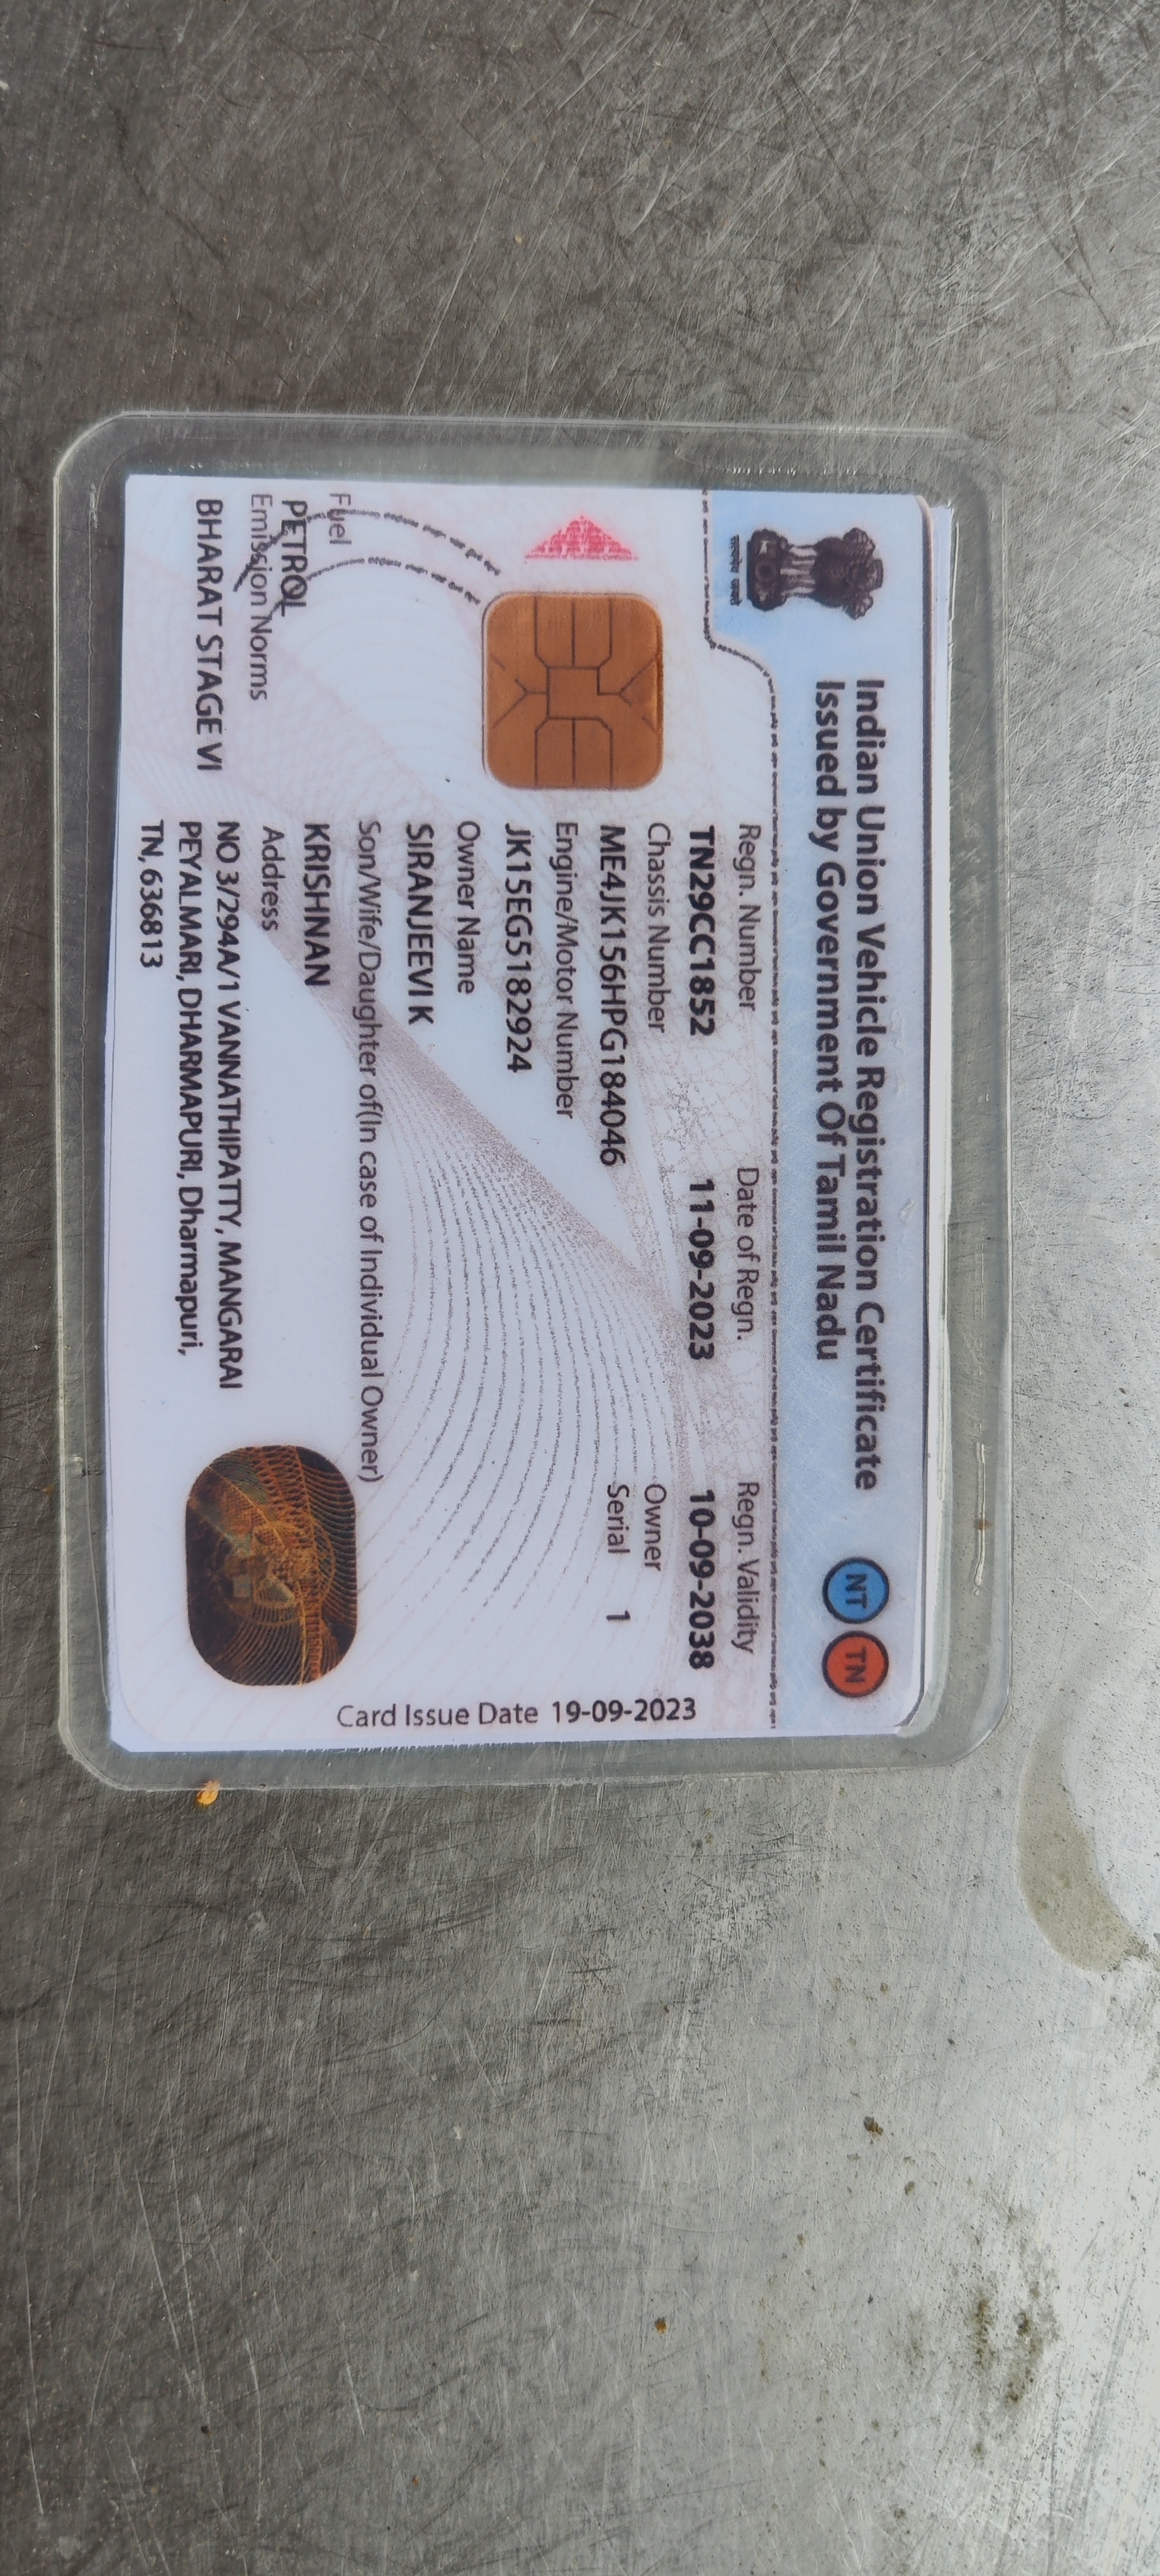 Indian Union Vehicle Registration Certificate
Issued by Government Of Tamil Nadu
NT TN
सत्यमेव जयते
Regn. Number Date of Regn. Regn. Validity
TN29CC1852 11-09-2023 10-09-2038
Chassis Number Owner
ME4JK156HPG184046 Serial 1
Engine/Motor Number
JK15EG5182924
Owner Name
SIRANJEEVI K
Son/Wife/Daughter of(In case of Individual Owner)
Fuel
KRISHNAN
PETROL
Address
Emission Norms
NO 3/294A/1 VANNATHIPATTY, MANGARAI
BHARAT STAGE VI
PEYALMARI, DHARMAPURI, Dharmapuri,
TN, 636813
Card Issue Date 19-09-2023